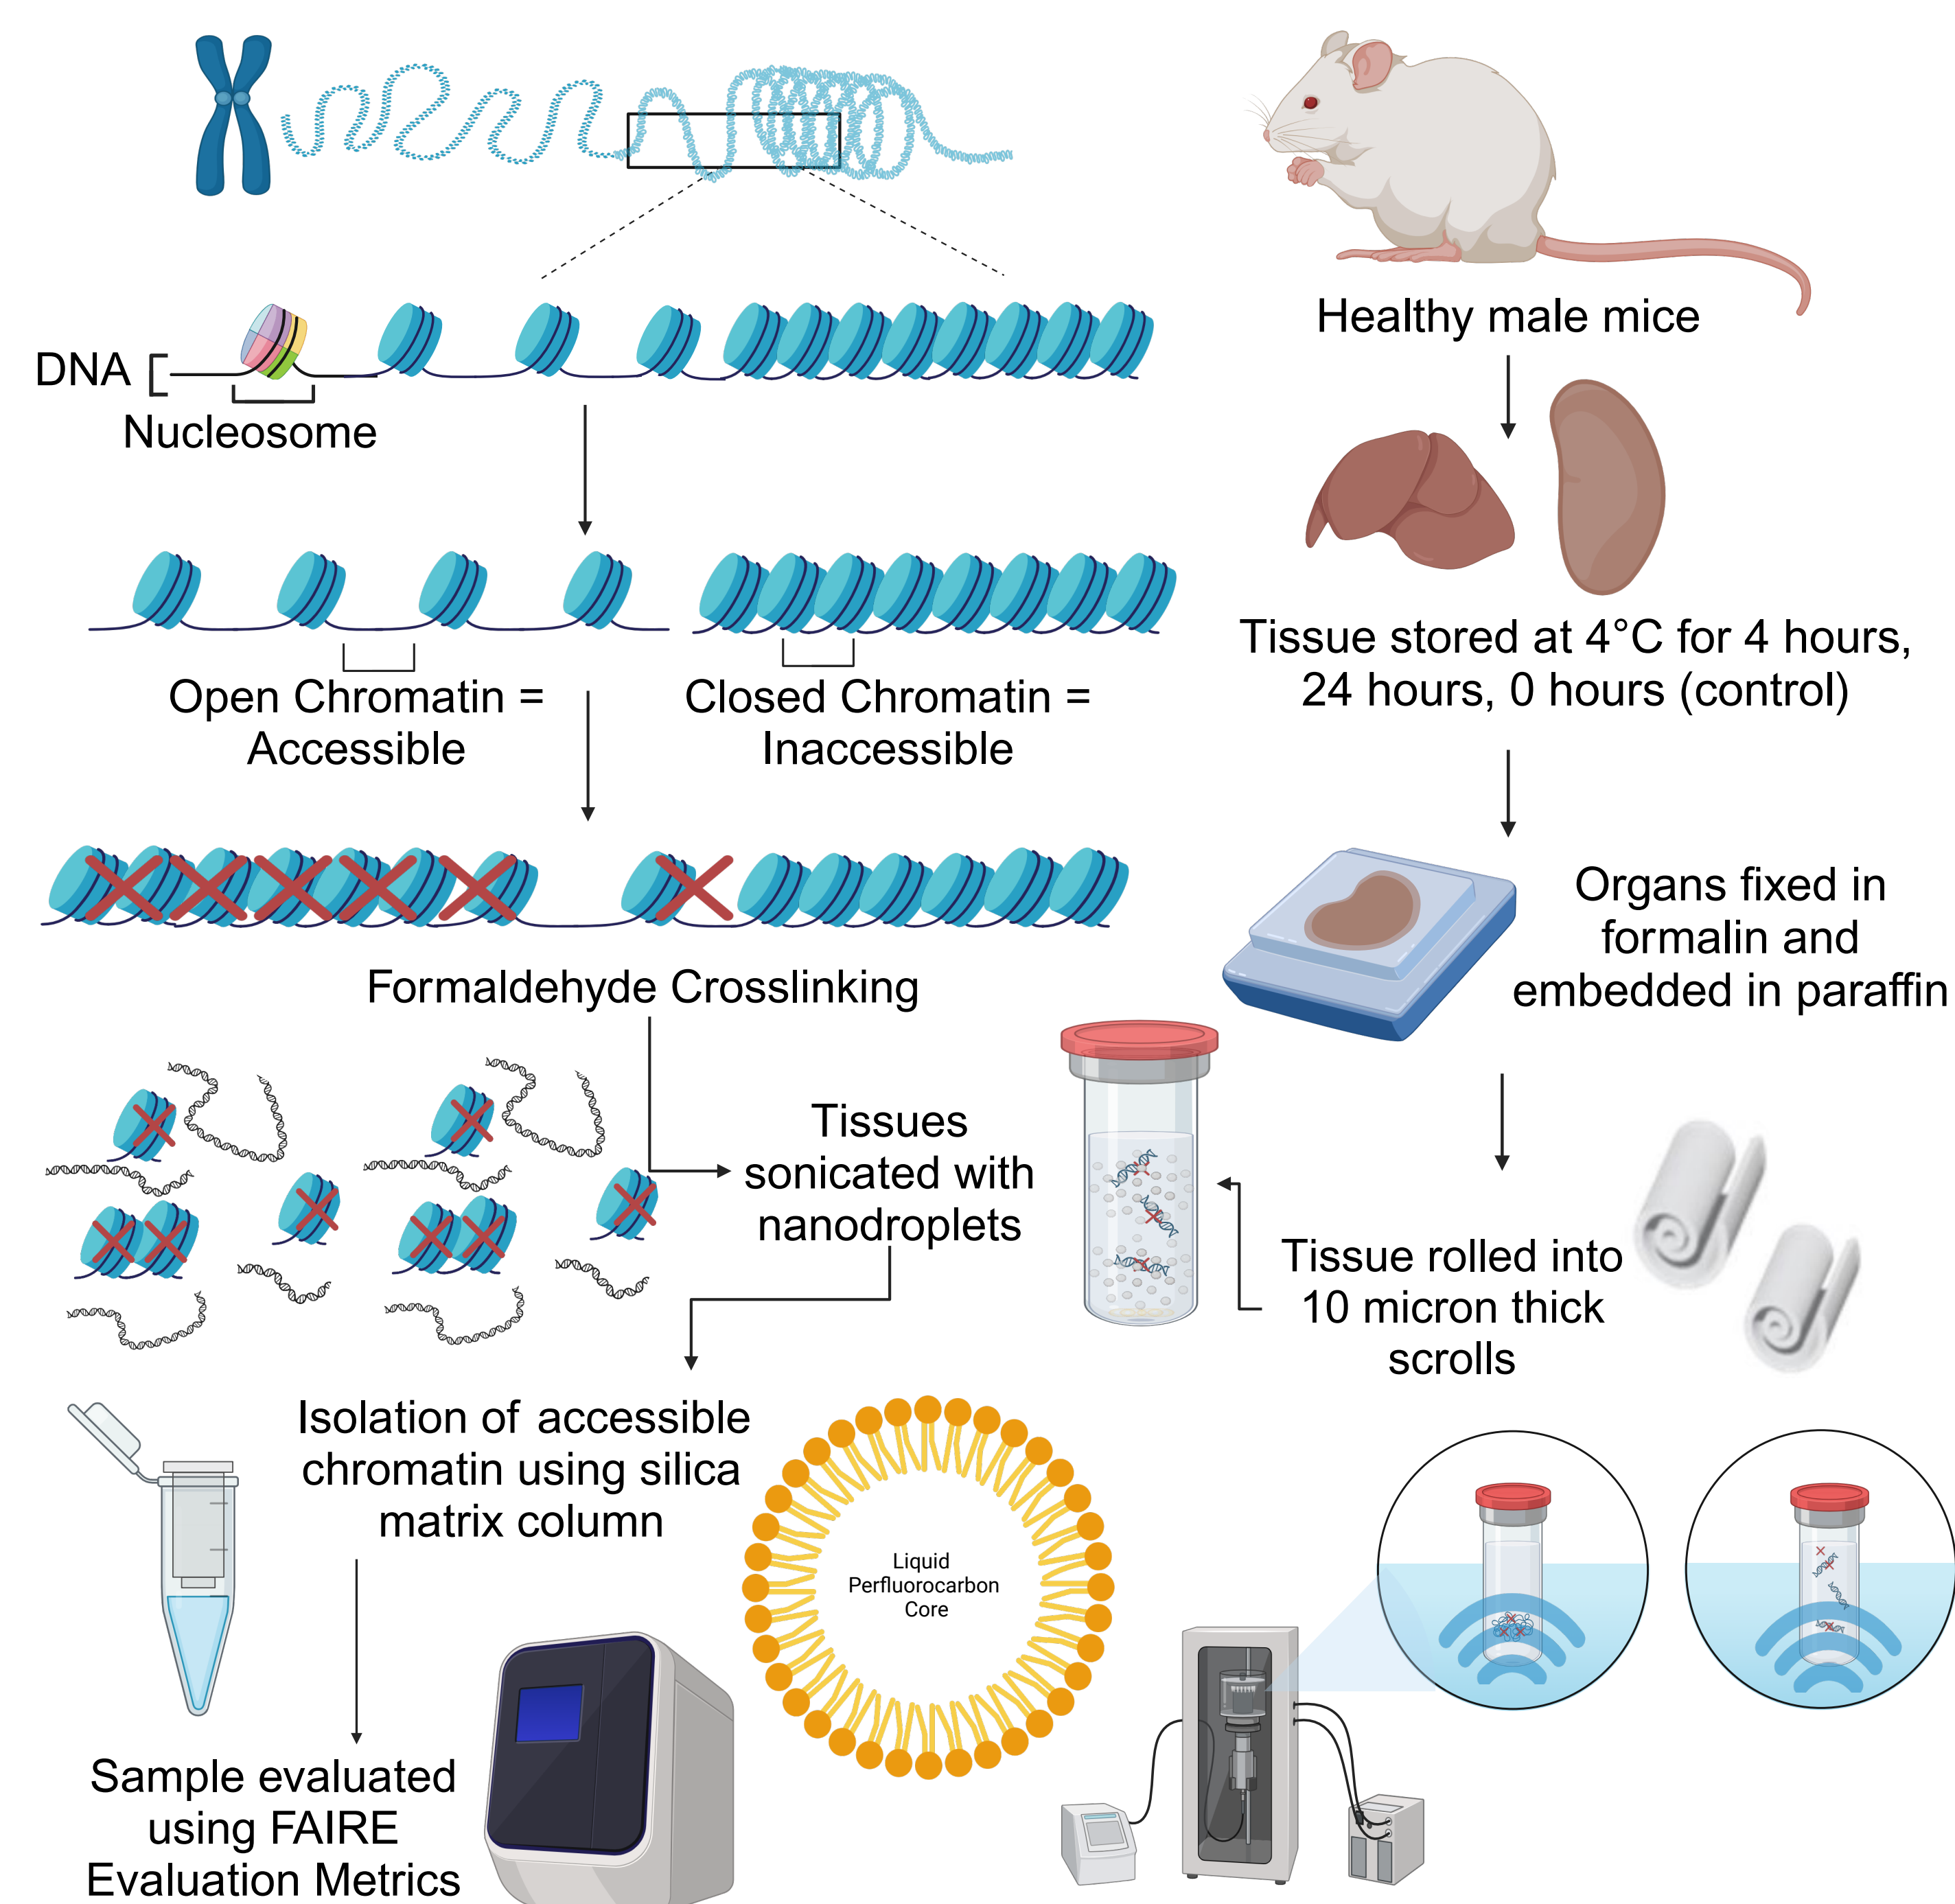 Healthy male mice
DNA
Nucleosome
Tissue stored at 4°C for 4 hours,
24 hours, 0 hours (control)
Open Chromatin =
Accessible
Closed Chromatin =
Inaccessible
Organs fixed in
formalin and
embedded in paraffin
Formaldehyde Crosslinking
Tissues
sonicated with
nanodroplets
Tissue rolled into
10 micron thick
scrolls
Isolation of accessible
chromatin using silica
matrix column
Liquid
Perfluorocarbon
Core
Sample evaluated
using FAIRE
Evaluation Metrics